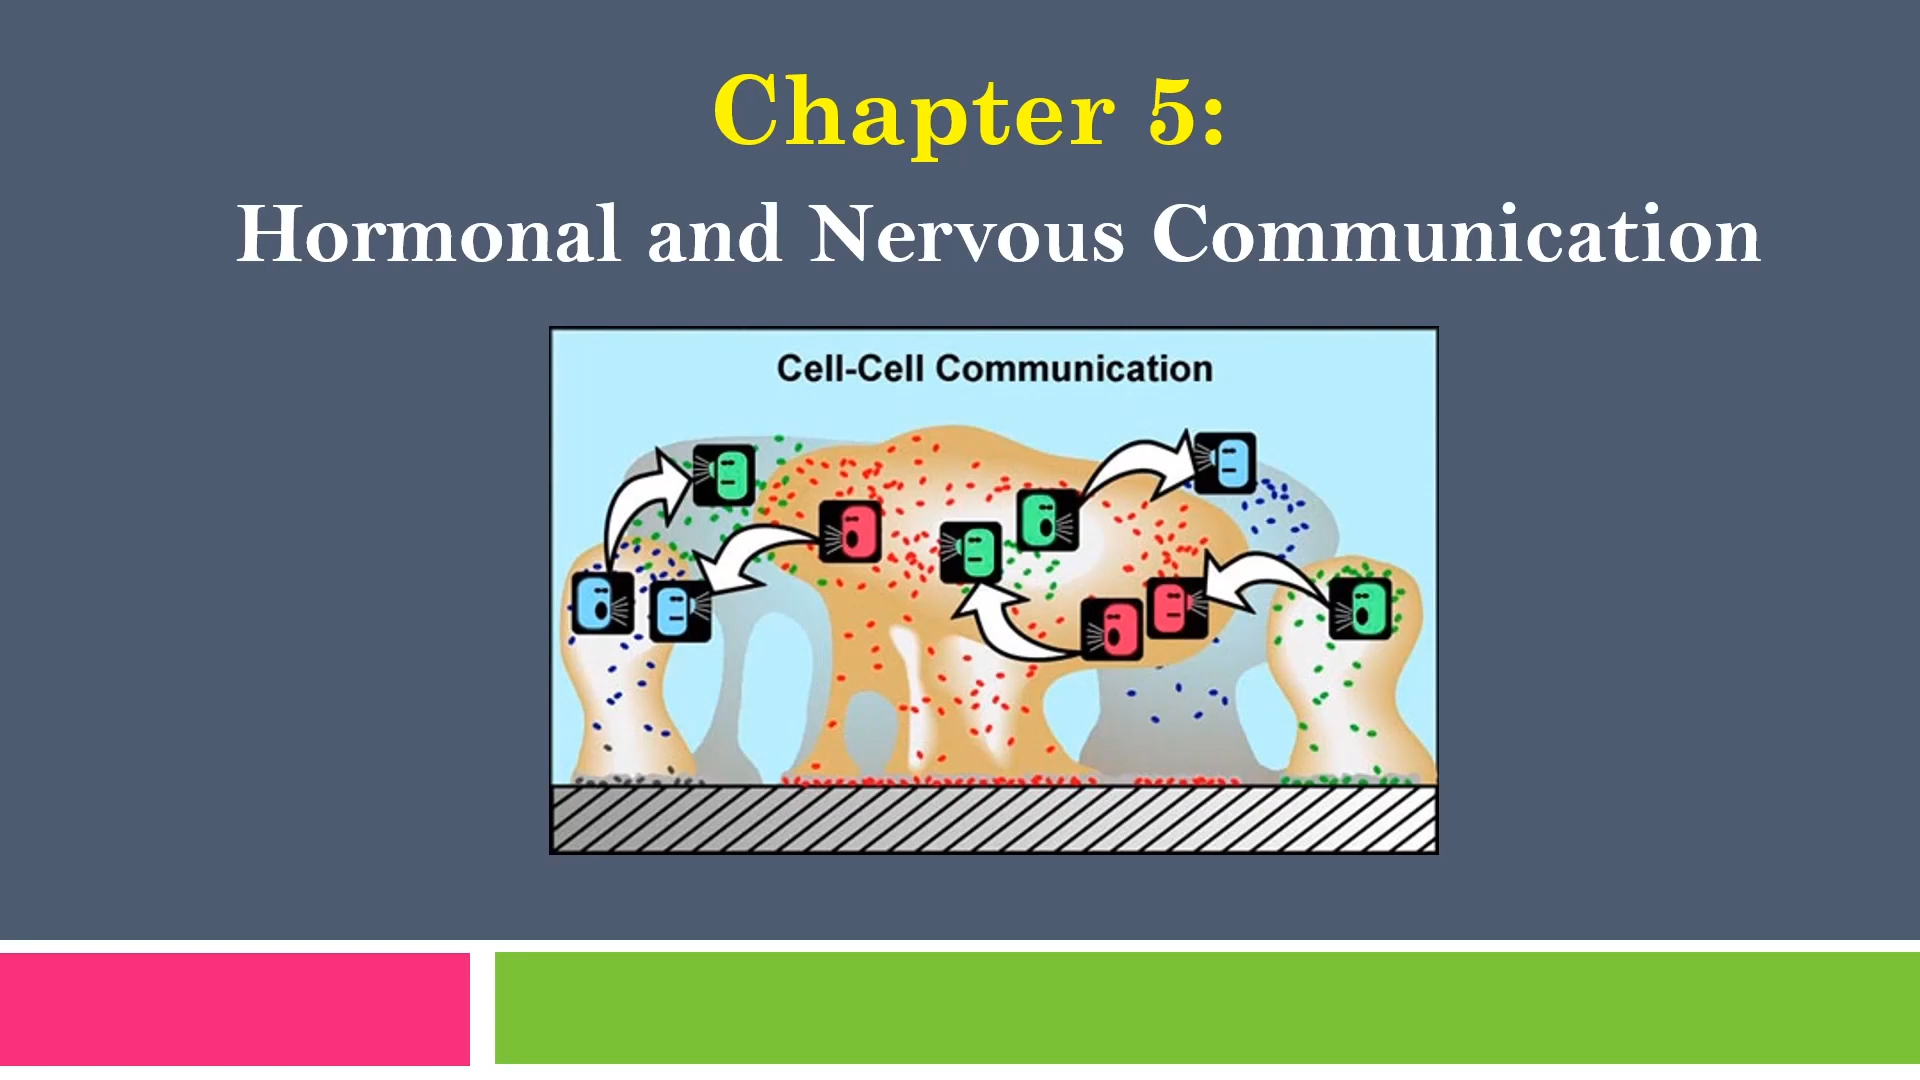 Chapter 5:
Hormonal and Nervous Communication
Cell-Cell Communication